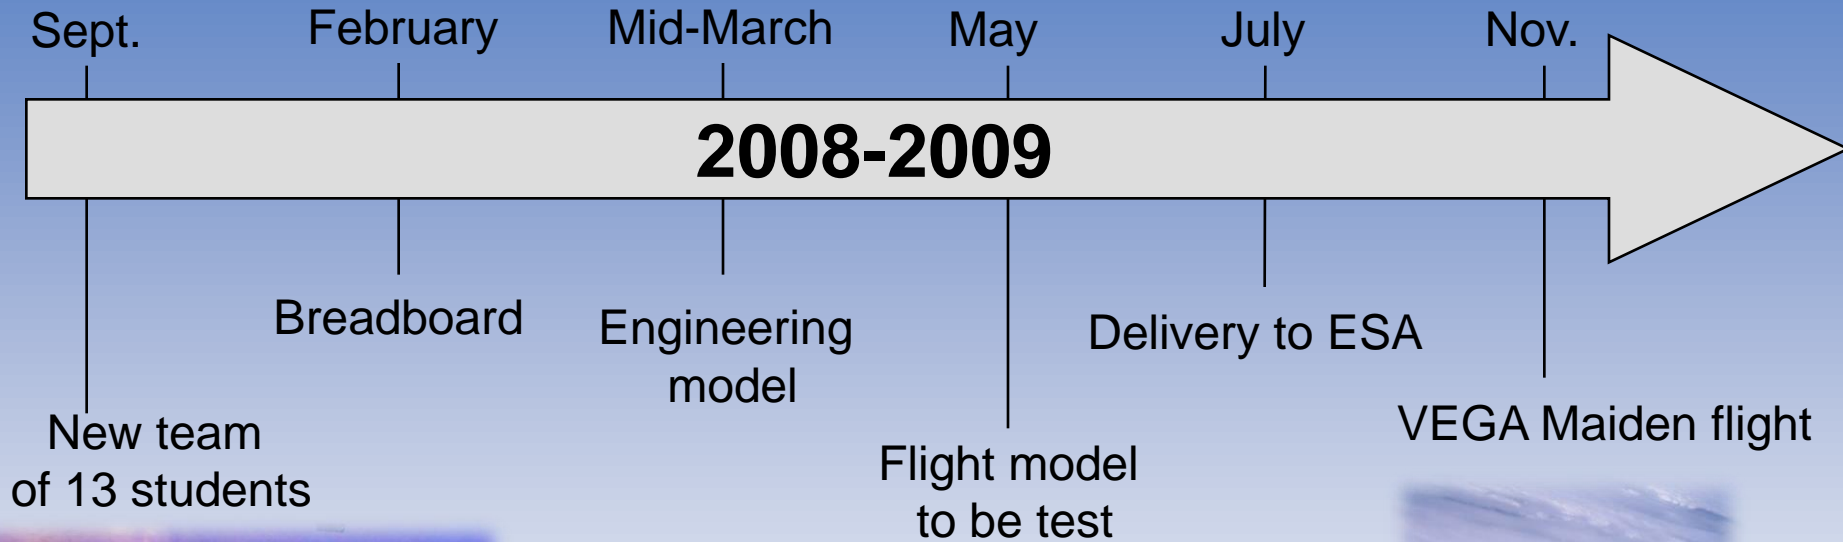 Sept.
February
Mid-March
May
July
Nov.
2008-2009
Breadboard
Engineering
model
Delivery to ESA
New team
of 13 students
Flight model
to be test
VEGA Maiden flight